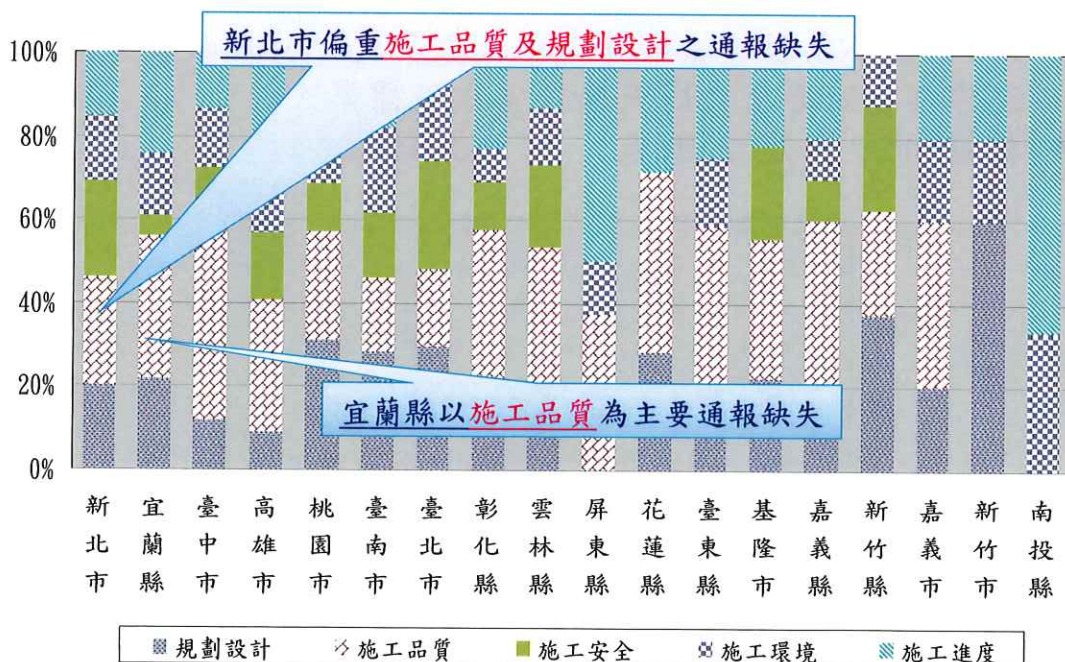 新北市偏重施工品質及規劃設計之通報缺失
100%
80%
60%
40%
20%
0%
宜蘭縣以施工品質為主要通報缺失
新北市
宜蘭縣
臺中市
高雄市
桃園市
臺南市
臺北市
彰化縣
雲林縣
屏東縣
花蓮縣
臺東縣
基隆市
嘉義縣
新竹縣
嘉義市
新竹市
南投縣
規劃設計 施工品質 施工安全 施工環境 施工進度